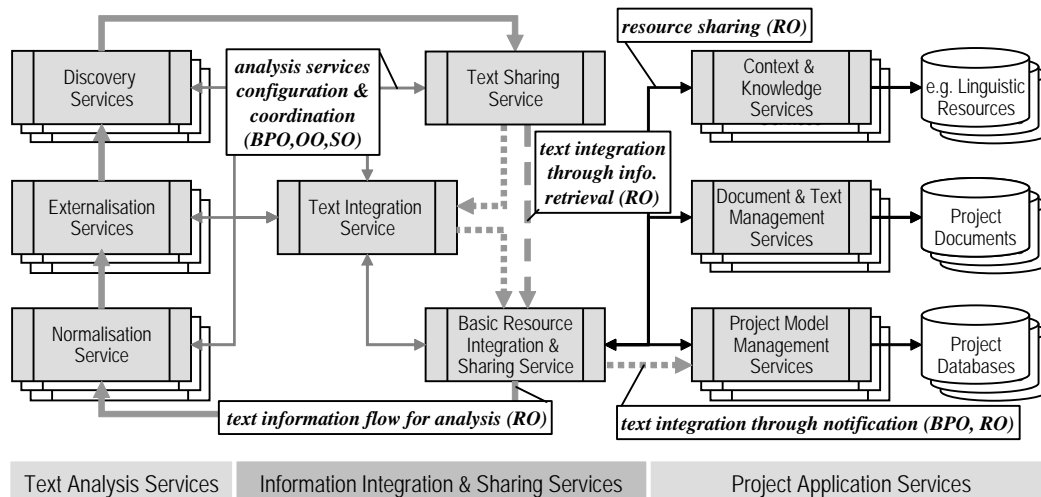 resource sharing (RO)
Discovery
Services
analysis services
configuration &
coordination
(BPO,OO,SO)
Text Sharing
Service
Context &
Knowledge
Services
e.g. Linguistic
Resources
text integration
through info.
retrieval (RO)
Externalisation
Services
Text Integration
Service
Document & Text
Management
Services
Project
Documents
Normalisation
Service
Basic Resource
Integration &
Sharing Service
Project Model
Management
Services
Project
Databases
text information flow for analysis (RO)
text integration through notification (BPO, RO)
Text Analysis Services
Information Integration & Sharing Services
Project Application Services